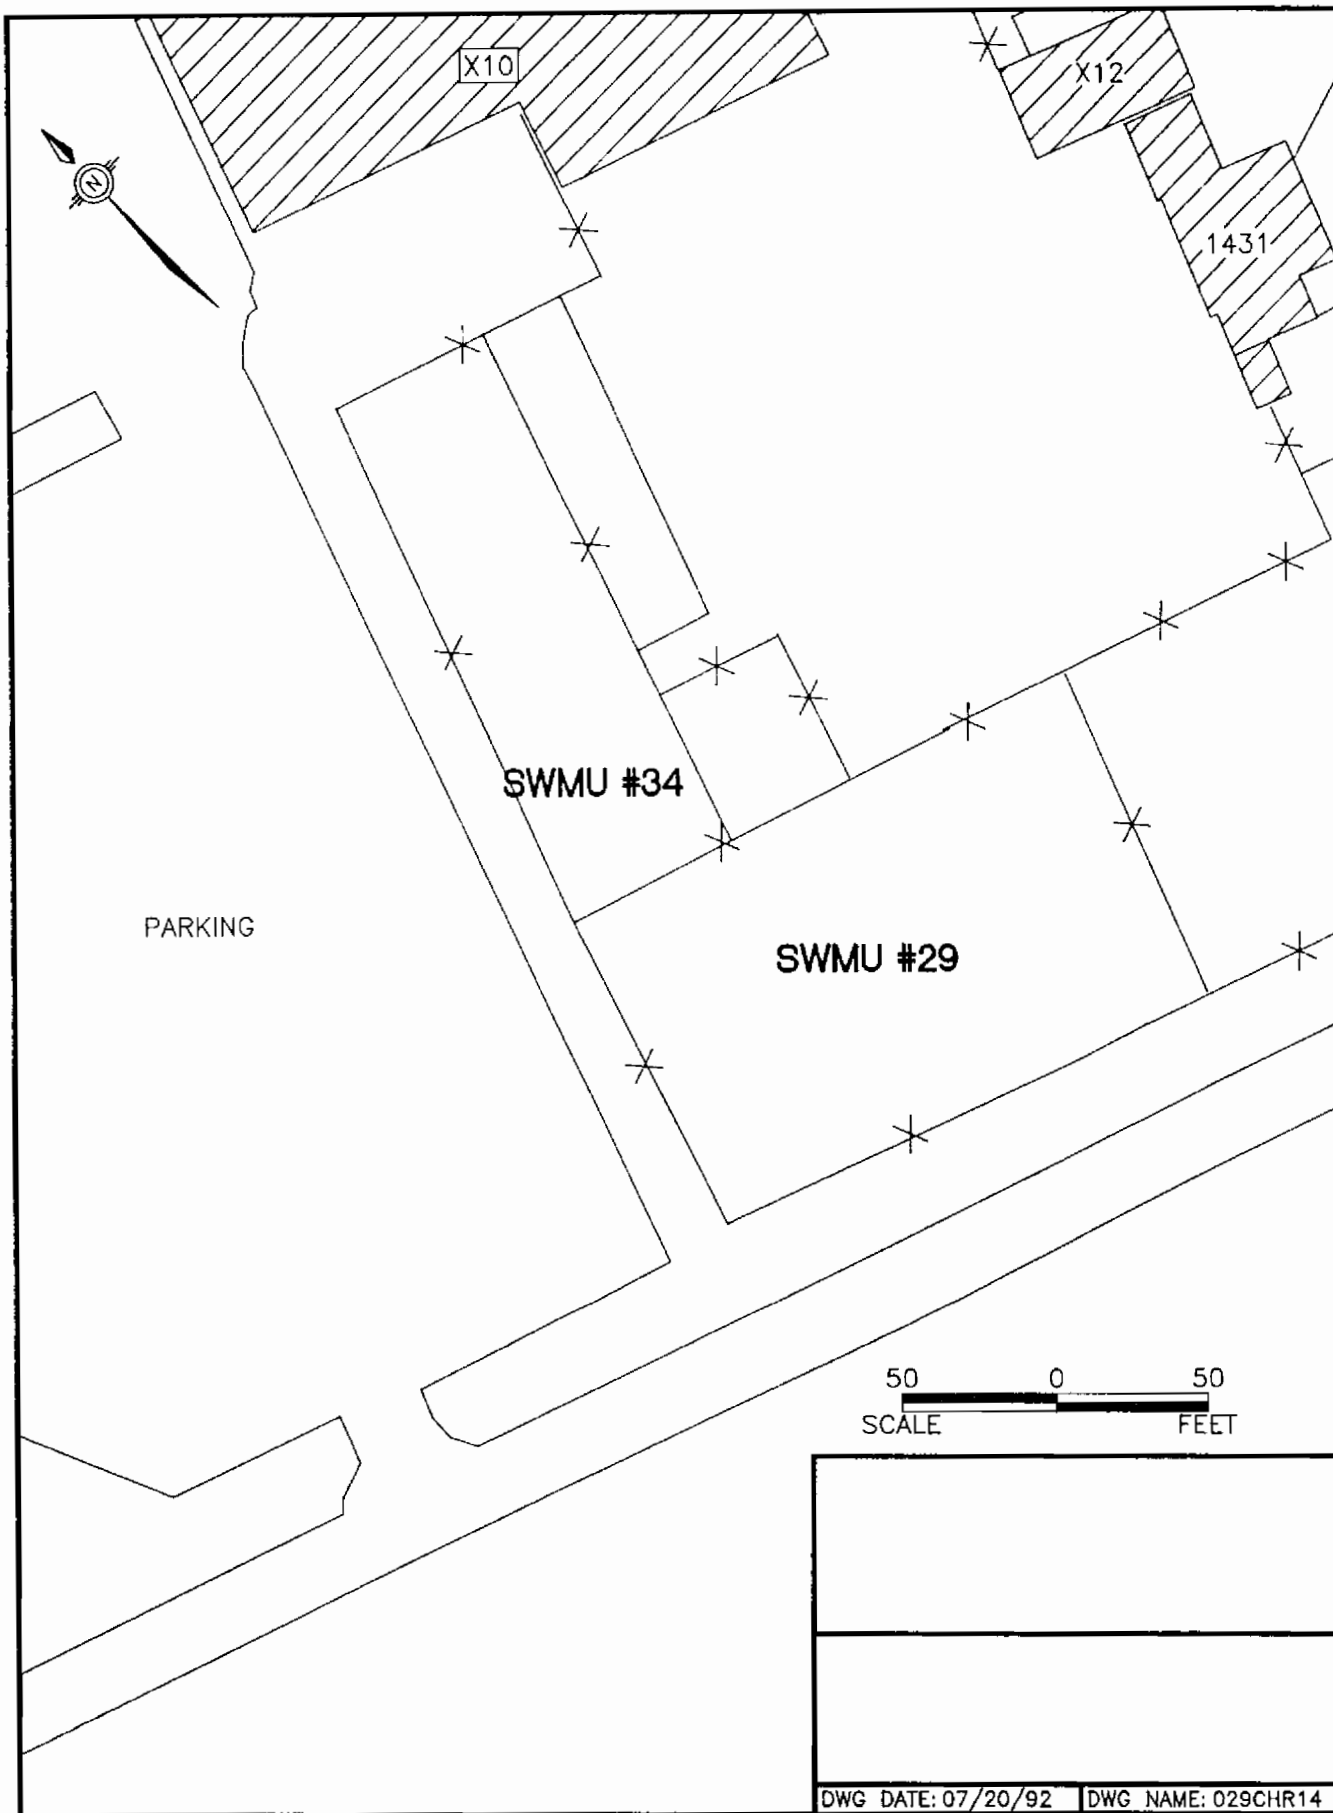 X10
X12
N
1431
SWMU #34
PARKING
SWMU #29
50 0 50
SCALE FEET
DWG DATE: 07/20/92 DWG NAME: 029CHR14